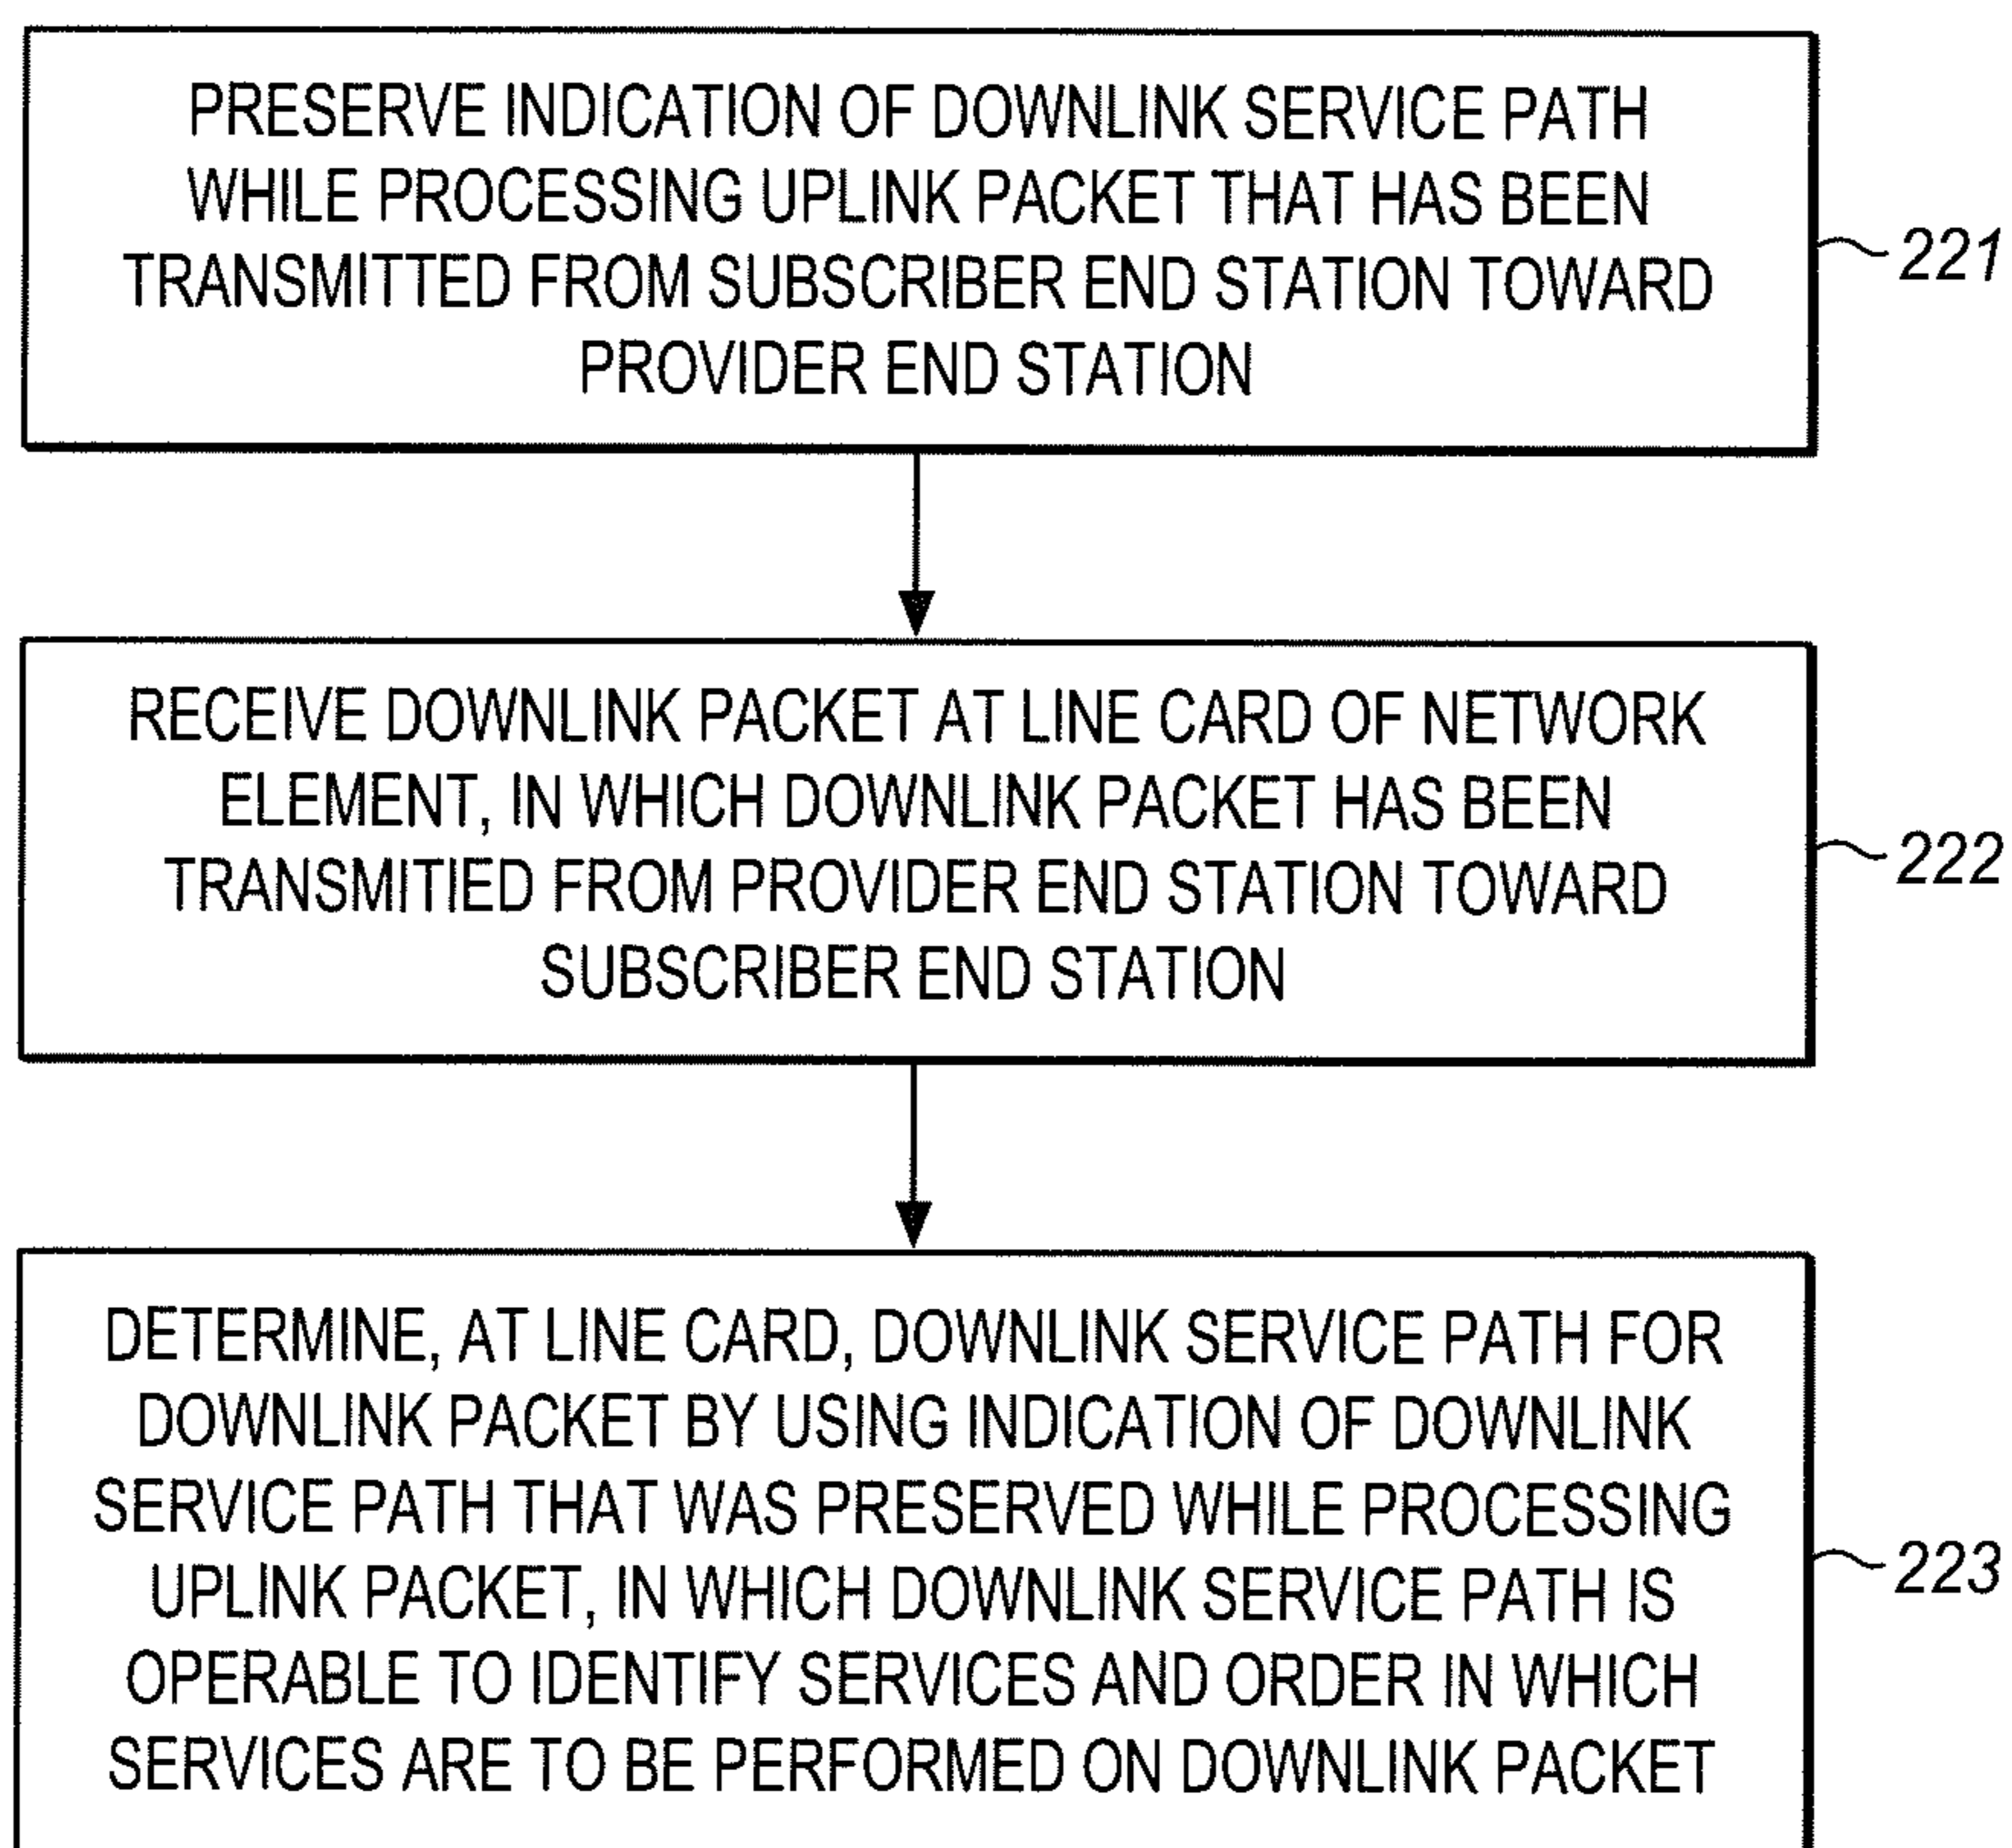 PRESERVE INDICATION OF DOWNLINK SERVICE PATH
WHILE PROCESSING UPLINK PACKET THAT HAS BEEN
TRANSMITTED FROM SUBSCRIBER END STATION TOWARD
PROVIDER END STATION
221
RECEIVE DOWNLINK PACKET AT LINE CARD OF NETWORK
ELEMENT, IN WHICH DOWNLINK PACKET HAS BEEN
TRANSMITIED FROM PROVIDER END STATION TOWARD
SUBSCRIBER END STATION
222
DETERMINE, AT LINE CARD, DOWNLINK SERVICE PATH FOR
DOWNLINK PACKET BY USING INDICATION OF DOWNLINK
SERVICE PATH THAT WAS PRESERVED WHILE PROCESSING
UPLINK PACKET, IN WHICH DOWNLINK SERVICE PATH IS
OPERABLE TO IDENTIFY SERVICES AND ORDER IN WHICH
SERVICES ARE TO BE PERFORMED ON DOWNLINK PACKET
223